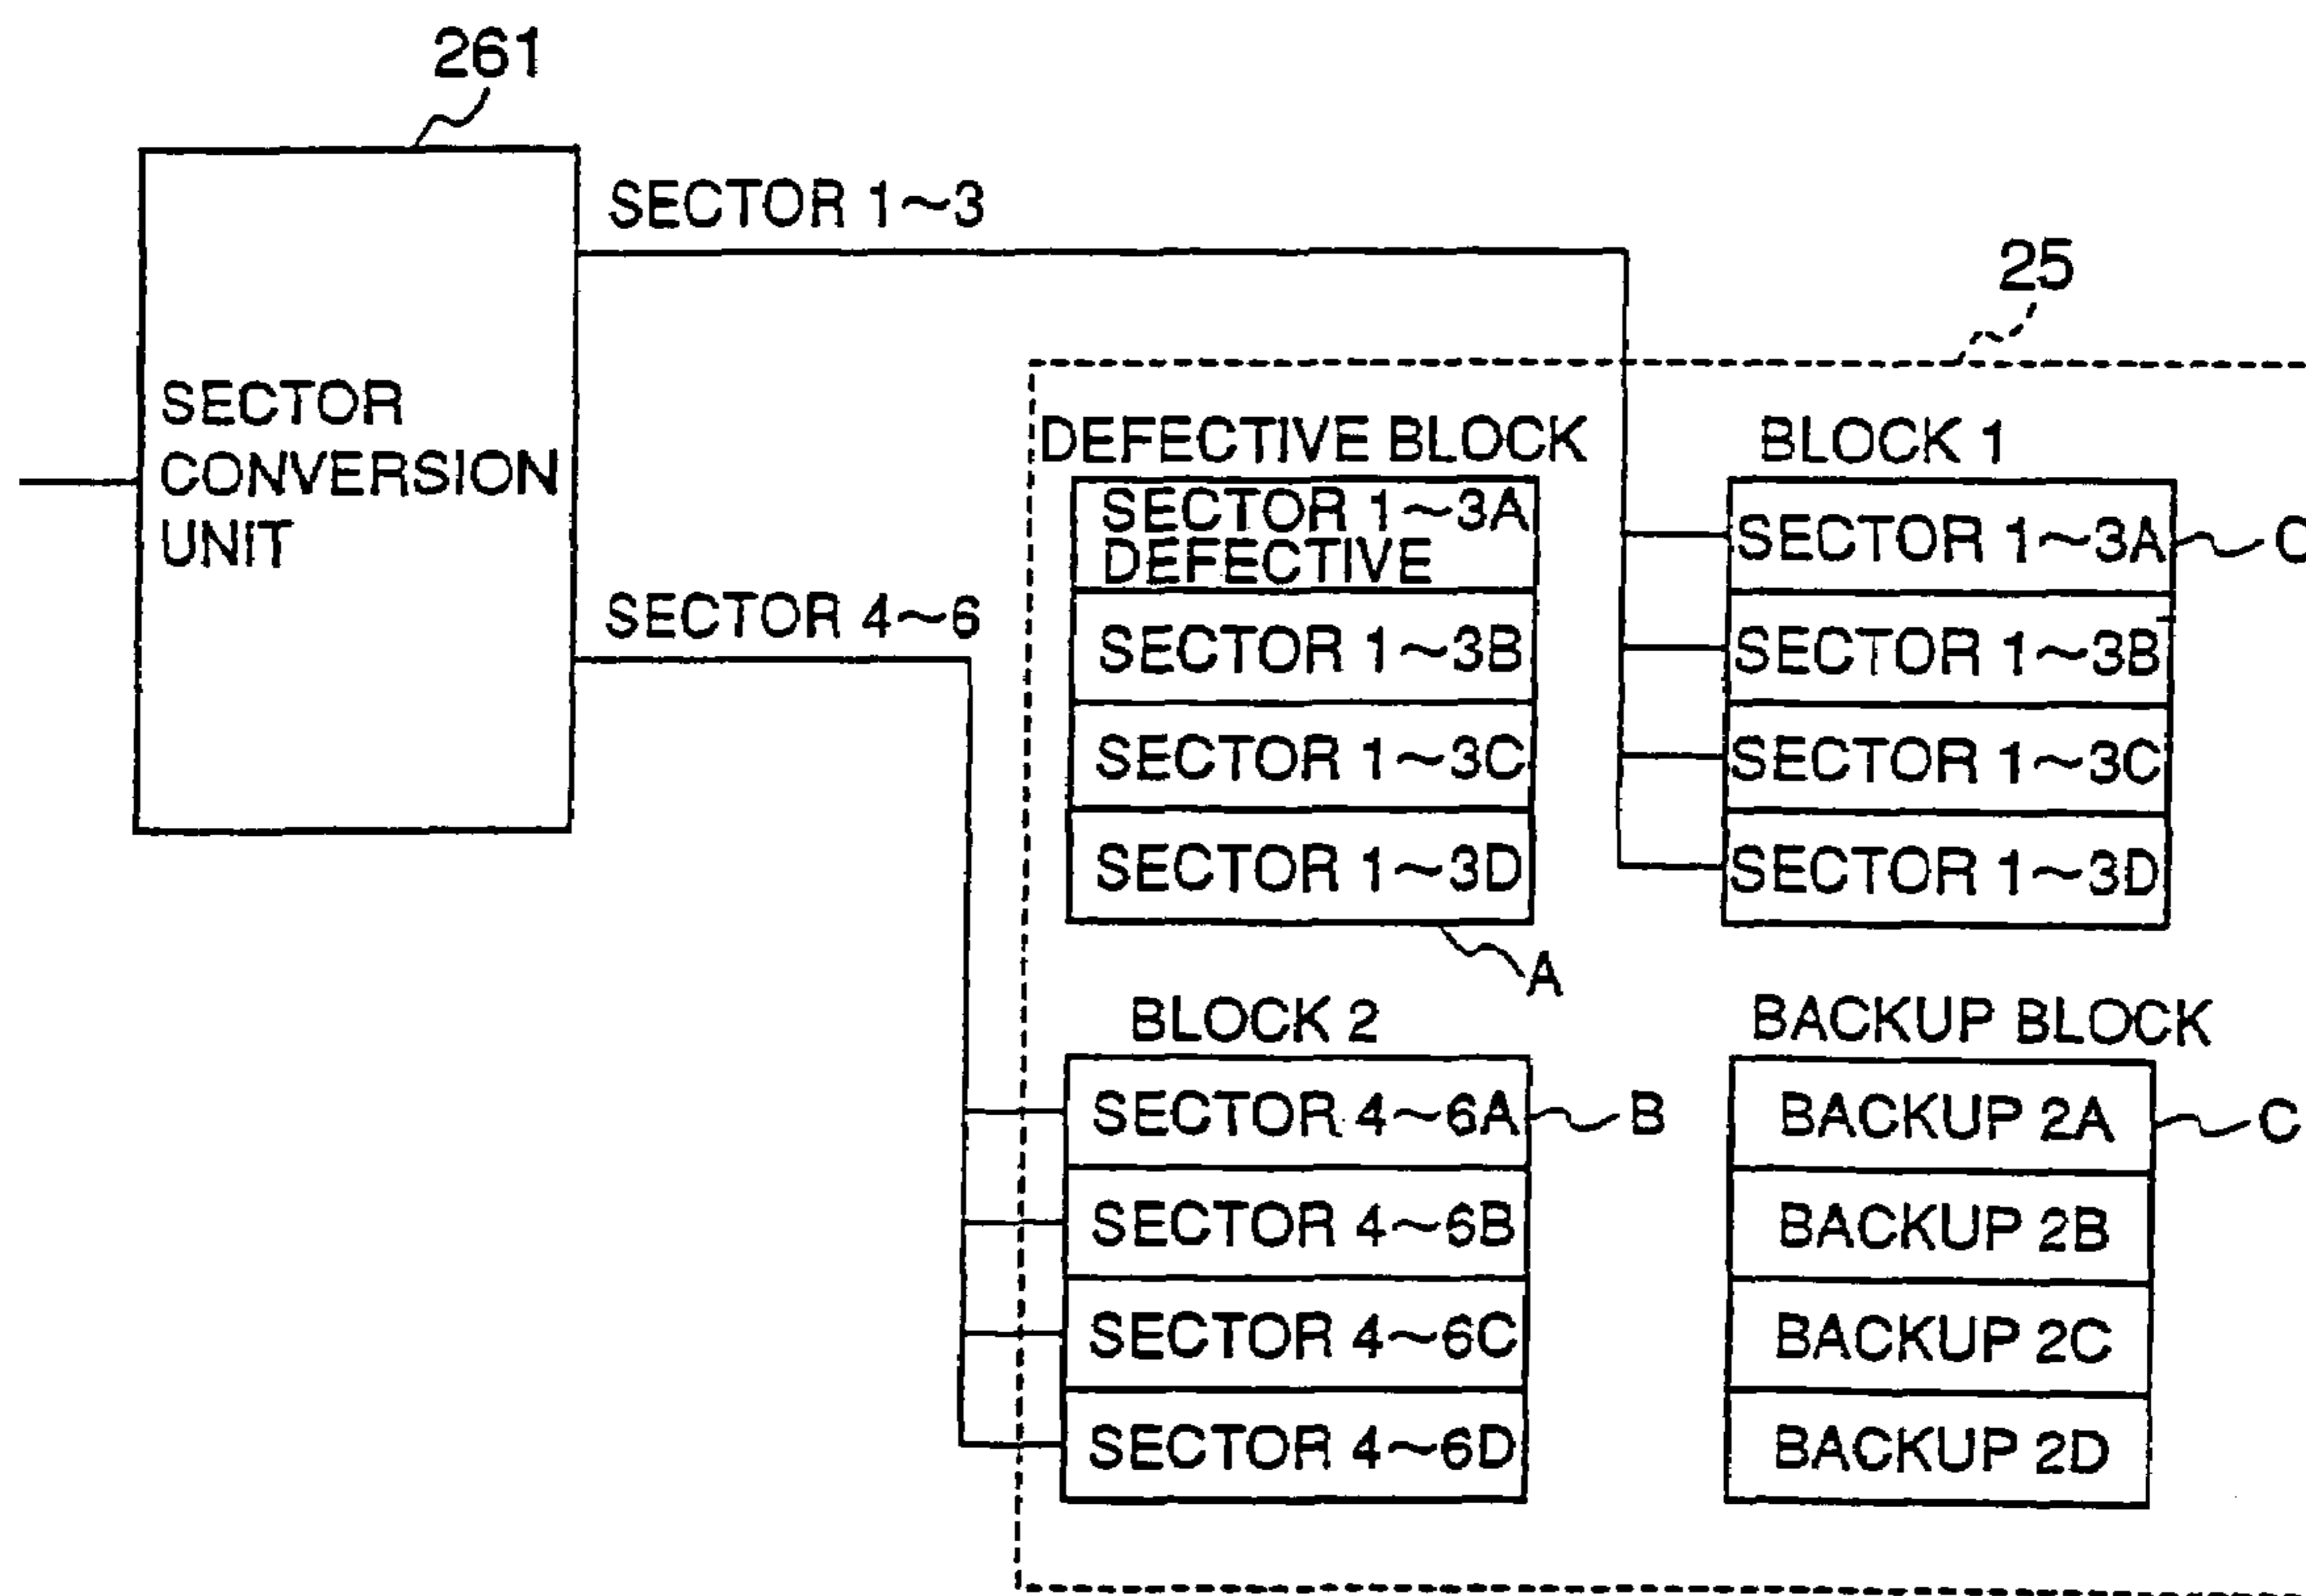 261
SECTOR 1~3
25
SECTOR
CONVERSION
UNIT
SECTOR 4~6
DEFECTIVE BLOCK
SECTOR 1~3A
DEFECTIVE
SECTOR 1~3B
SECTOR 1~3C
SECTOR 1~3D
A
BLOCK 1
SECTOR 1~3A
SECTOR 1~3B
SECTOR 1~3C
SECTOR 1~3D
BLOCK 2
SECTOR 4~6A
B
SECTOR 4~6B
SECTOR 4~6C
SECTOR 4~6D
BACKUP BLOCK
BACKUP 2A
C
BACKUP 2B
BACKUP 2C
BACKUP 2D